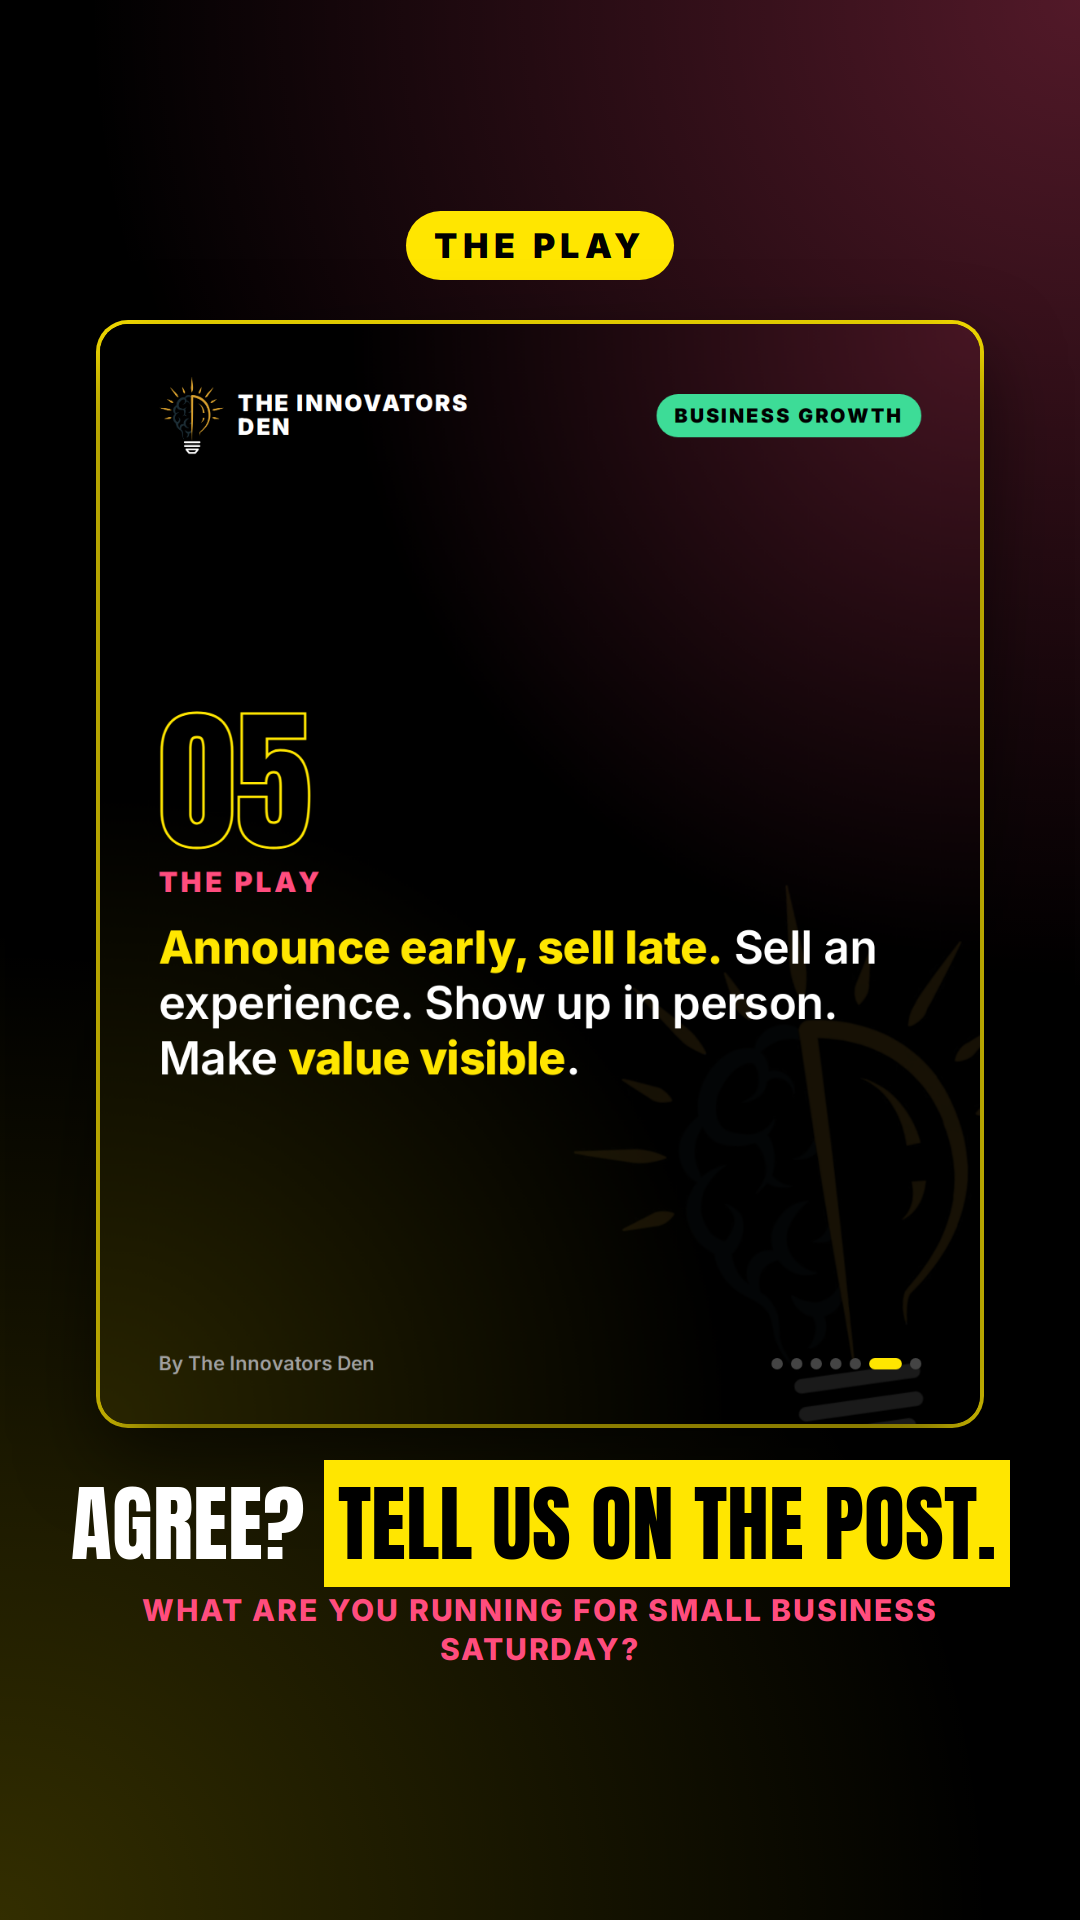 THE PLAY
THE INNOVATORS
DEN
BUSINESS GROWTH
05
THE PLAY
Announce early, sell late. Sell an
experience. Show up in person.
Make value visible.
By The Innovators Den
AGREE? TELL US ON THE POST.
WHAT ARE YOU RUNNING FOR SMALL BUSINESS
SATURDAY?